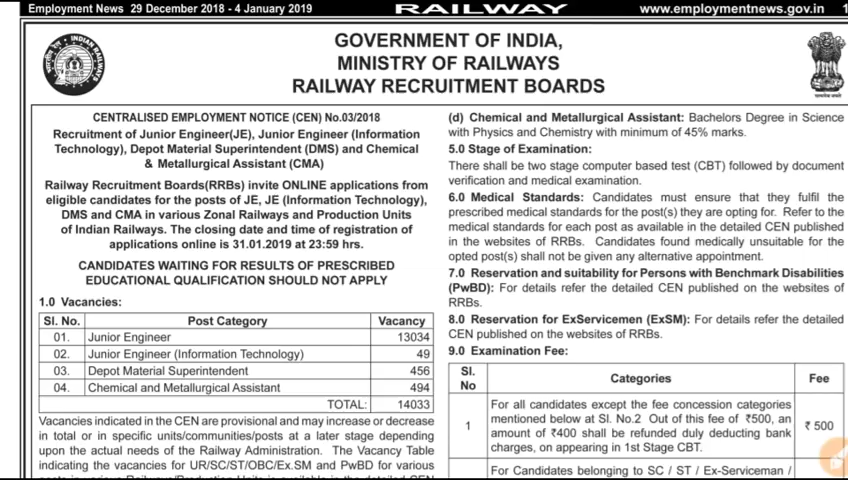 Employment News 29 December 2018 - 4 January 2019 RAILWAY www.employmentnews.gov.in 1
INDIAN RAILWAYS
GOVERNMENT OF INDIA,
MINISTRY OF RAILWAYS
RAILWAY RECRUITMENT BOARDS
CENTRALISED EMPLOYMENT NOTICE (CEN) No.03/2018
Recruitment of Junior Engineer(JE), Junior Engineer (Information
Technology), Depot Material Superintendent (DMS) and Chemical
& Metallurgical Assistant (CMA)
Railway Recruitment Boards(RRBs) invite ONLINE applications from
eligible candidates for the posts of JE, JE (Information Technology),
DMS and CMA in various Zonal Railways and Production Units
of Indian Railways. The closing date and time of registration of
applications online is 31.01.2019 at 23:59 hrs.
CANDIDATES WAITING FOR RESULTS OF PRESCRIBED
EDUCATIONAL QUALIFICATION SHOULD NOT APPLY
1.0 Vacancies:
Sl. No. Post Category Vacancy
01. Junior Engineer 13034
02. Junior Engineer (Information Technology) 49
03. Depot Material Superintendent 456
04. Chemical and Metallurgical Assistant 494
TOTAL: 14033
Vacancies indicated in the CEN are provisional and may increase or decrease
in total or in specific units/communities/posts at a later stage depending
upon the actual needs of the Railway Administration. The Vacancy Table
indicating the vacancies for UR/SC/ST/OBC/Ex.SM and PwBD for various
(d) Chemical and Metallurgical Assistant: Bachelors Degree in Science
with Physics and Chemistry with minimum of 45% marks.
5.0 Stage of Examination:
There shall be two stage computer based test (CBT) followed by document
verification and medical examination.
6.0 Medical Standards: Candidates must ensure that they fulfil the
prescribed medical standards for the post(s) they are opting for. Refer to the
medical standards for each post as available in the detailed CEN published
in the websites of RRBs. Candidates found medically unsuitable for the
opted post(s) shall not be given any alternative appointment.
7.0 Reservation and suitability for Persons with Benchmark Disabilities
(PwBD): For details refer the detailed CEN published on the websites of
RRBs.
8.0 Reservation for ExServicemen (ExSM): For details refer the detailed
CEN published on the websites of RRBs.
9.0 Examination Fee:
Sl.
No Categories Fee
For all candidates except the fee concession categories
mentioned below at Sl. No.2 Out of this fee of ₹500, an
1 amount of ₹400 shall be refunded duly deducting bank ₹ 500
charges, on appearing in 1st Stage CBT.
For Candidates belonging to SC / ST / Ex-Serviceman /